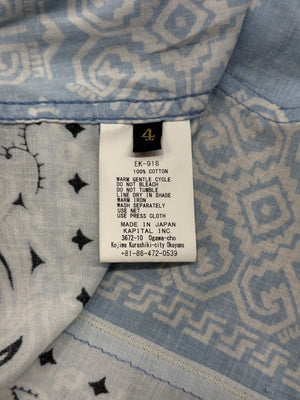 4
EK-918
100% COTTON
WARM GENTLE CYCLE
DO NOT BLEACH
DO NOT TUMBLE
LINE DRY IN SHADE
WARM IRON
WASH SEPARATELY
USE NET
USE PRESS CLOTH
MADE IN JAPAN
KAPITAL INC.
3672-10 Ogawa-cho
Kojima Kurashiki-city Okayama
+81-86-472-0539